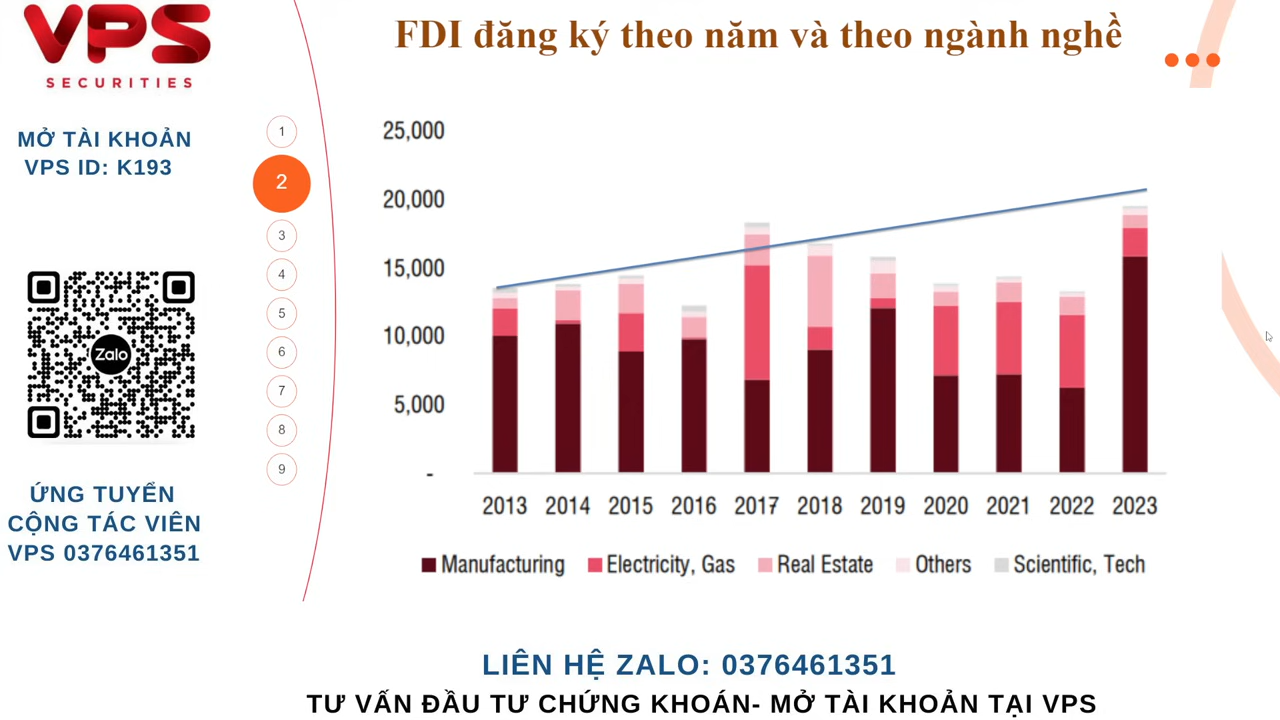 VPS
SECURITIES
MỞ TÀI KHOẢN
VPS ID: K193
Zalo
ỨNG TUYỂN
CỘNG TÁC VIÊN
VPS 0376461351
1
2
3
4
5
6
7
8
9
FDI đăng ký theo năm và theo ngành nghề
25,000
20,000
15,000
10,000
5,000
-
2013 2014 2015 2016 2017 2018 2019 2020 2021 2022 2023
Manufacturing Electricity, Gas Real Estate Others Scientific, Tech
LIÊN HỆ ZALO: 0376461351
TƯ VẤN ĐẦU TƯ CHỨNG KHOÁN- MỞ TÀI KHOẢN TẠI VPS